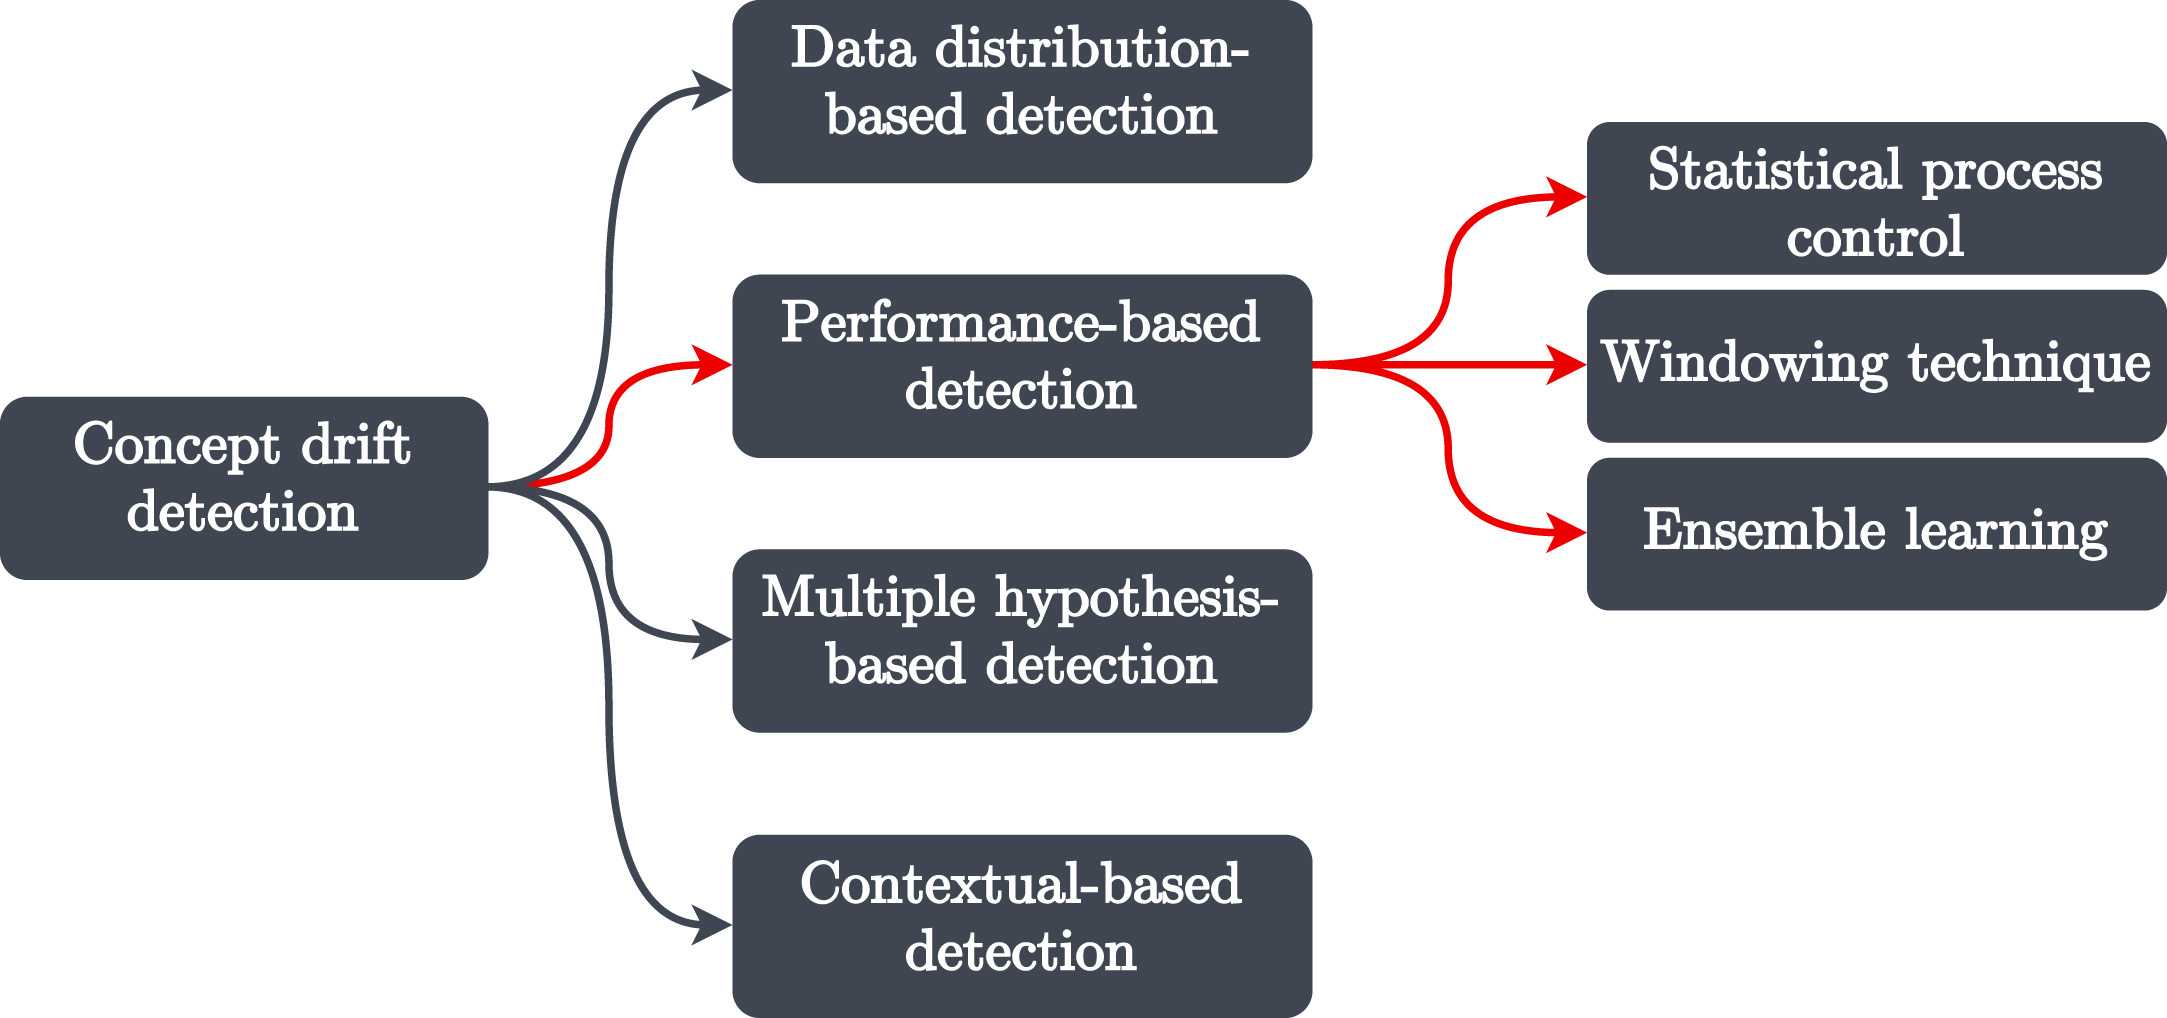 Concept drift
detection
Data distribution-
based detection
Performance-based
detection
Multiple hypothesis-
based detection
Contextual-based
detection
Statistical process
control
Windowing technique
Ensemble learning